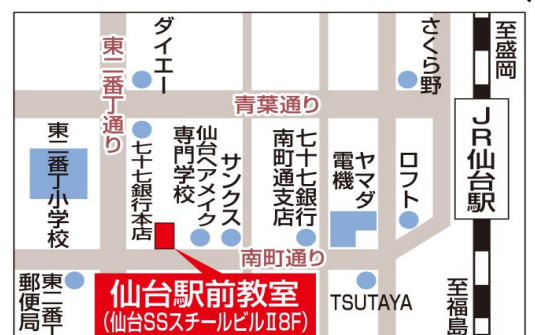 至盛岡
さくら野
ダイエー
東二番丁通り
青葉通り
JR仙台駅
ロフト
ヤマダ
電機
七十七銀行
南町通支店
サンクス
仙台ヘアメイク
専門学校
七十七銀行本店
東二番丁小学校
南町通り
至福島
TSUTAYA
仙台駅前教室
(仙台SSスチールビルⅡ8F)
東二番丁
郵便局